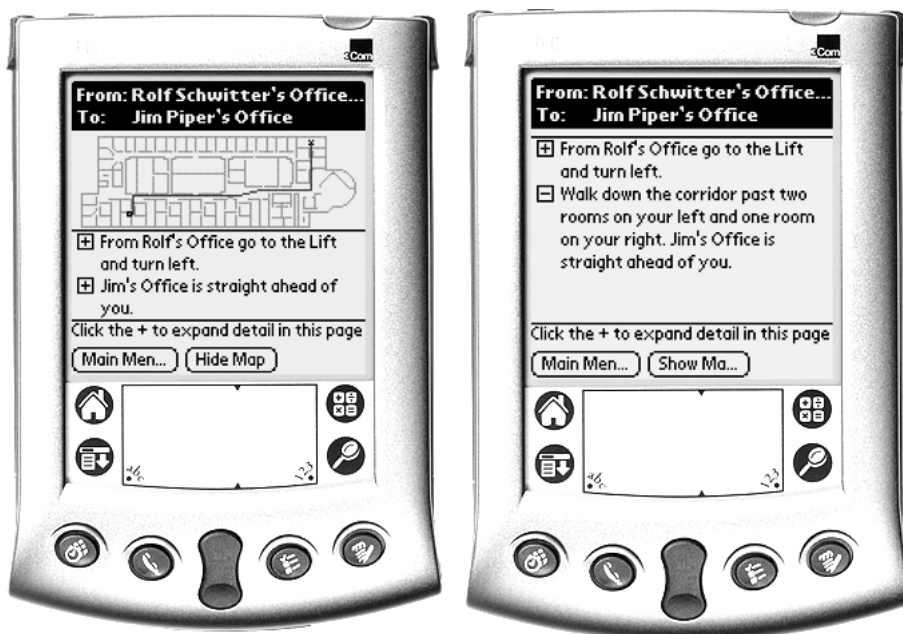 3Com
From: Rolf Schwitter's Office...
To: Jim Piper's Office
+ From Rolf's Office go to the Lift
and turn left.
+ Jim's Office is straight ahead of
you.
Click the + to expand detail in this page
Main Men...
Hide Map
abc
123
3Com
From: Rolf Schwitter's Office...
To: Jim Piper's Office
+ From Rolf's Office go to the Lift
and turn left.
- Walk down the corridor past two
rooms on your left and one room
on your right. Jim's Office is
straight ahead of you.
Click the + to expand detail in this page
Main Men...
Show Ma...
abc
123